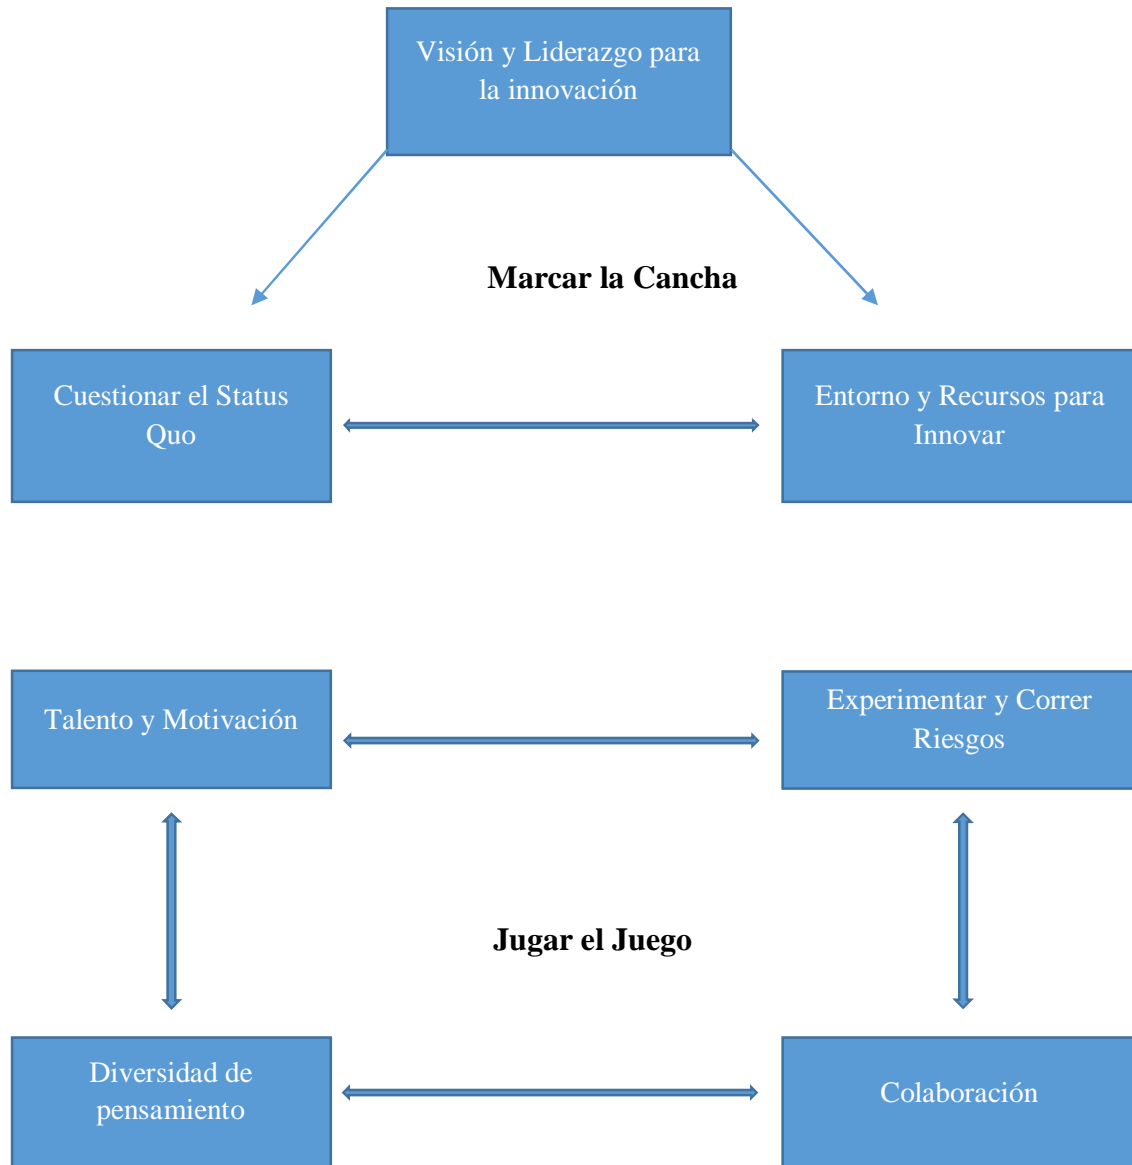 Visión y Liderazgo para
la innovación
Marcar la Cancha
Cuestionar el Status
Quo
Entorno y Recursos para
Innovar
Talento y Motivación
Experimentar y Correr
Riesgos
Jugar el Juego
Diversidad de
pensamiento
Colaboración